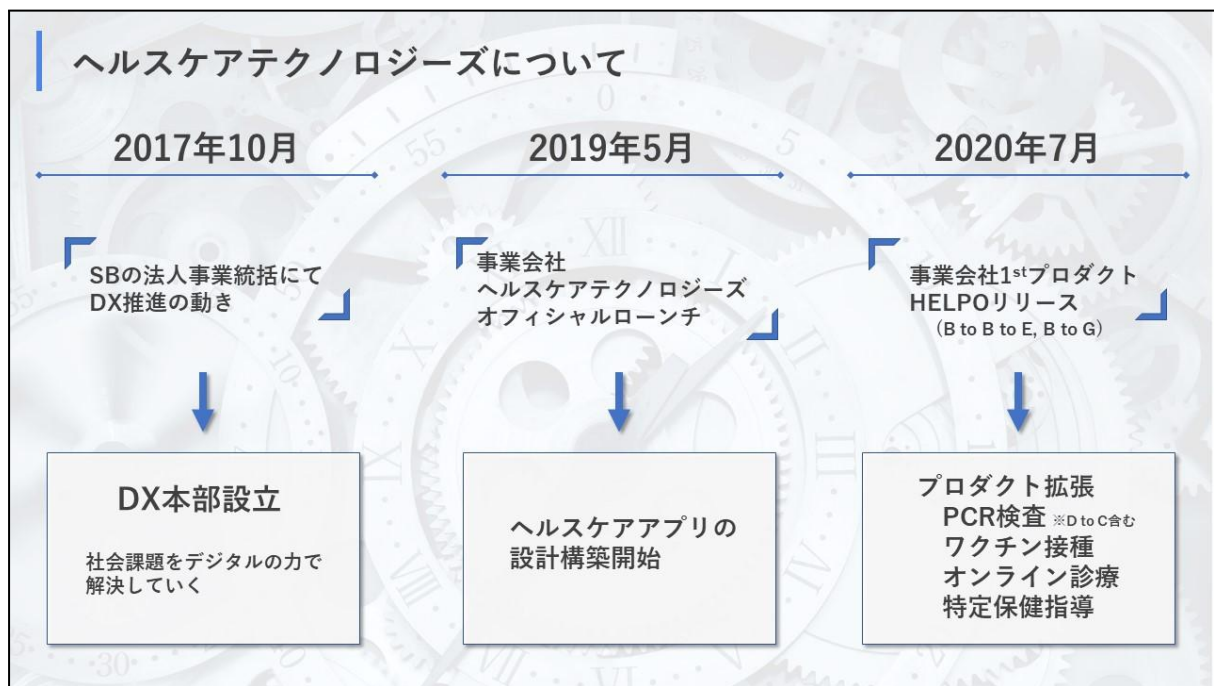 ヘルスケアテクノロジーズについて
2017年10月
SBの法人事業統括にて
DX推進の動き
DX本部設立
社会課題をデジタルの力で
解決していく
2019年5月
事業会社
ヘルスケアテクノロジーズ
オフィシャルローンチ
ヘルスケアアプリの
設計構築開始
2020年7月
事業会社1stプロダクト
HELPOリリース
(B to B to E, B to G)
プロダクト拡張
PCR検査 ※D to C含む
ワクチン接種
オンライン診療
特定保健指導